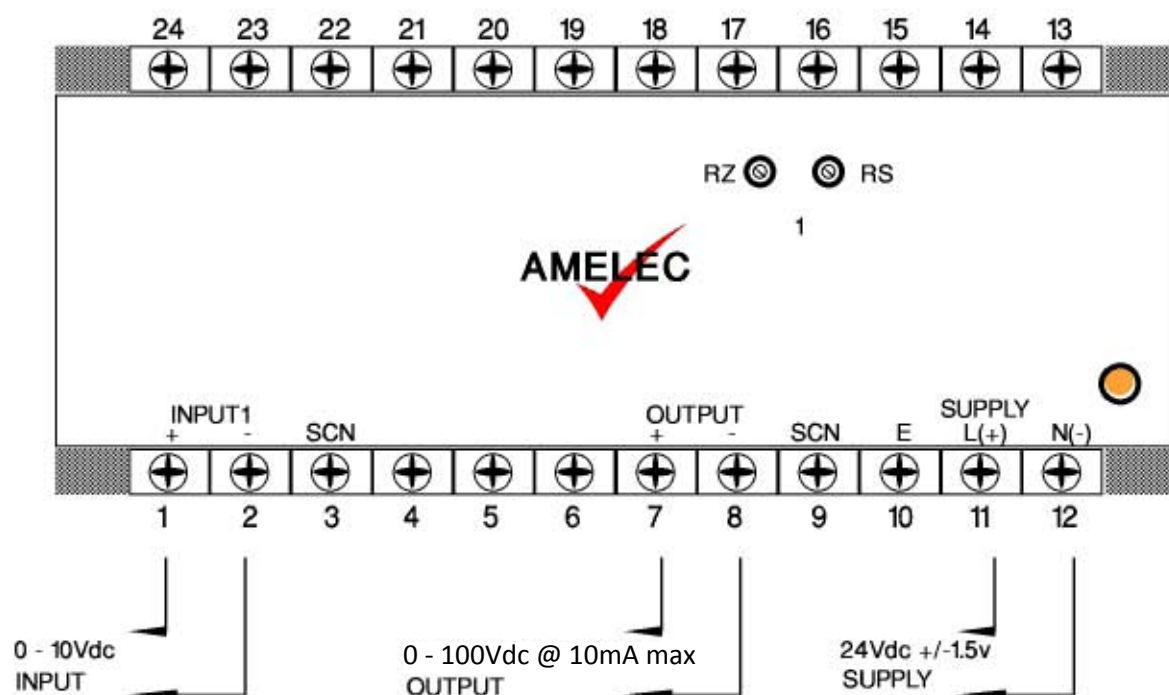 24 23 22 21 20 19 18 17 16 15 14 13
RZ RS
1
AMELEC
INPUT1 OUTPUT SUPPLY
+ - SCN + - SCN E L(+) N(-)
1 2 3 4 5 6 7 8 9 10 11 12
0 - 10Vdc 0 - 100Vdc @ 10mA max 24Vdc +/-1.5v
INPUT OUTPUT SUPPLY